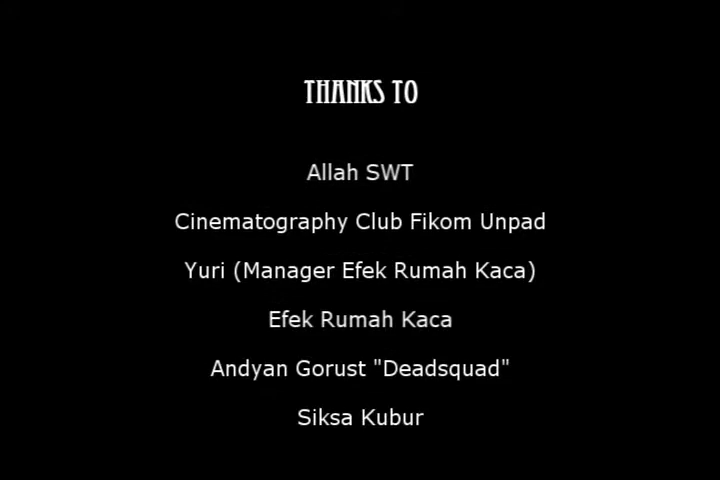 THANKS TO
Allah SWT
Cinematography Club Fikom Unpad
Yuri (Manager Efek Rumah Kaca)
Efek Rumah Kaca
Andyan Gorust "Deadsquad"
Siksa Kubur